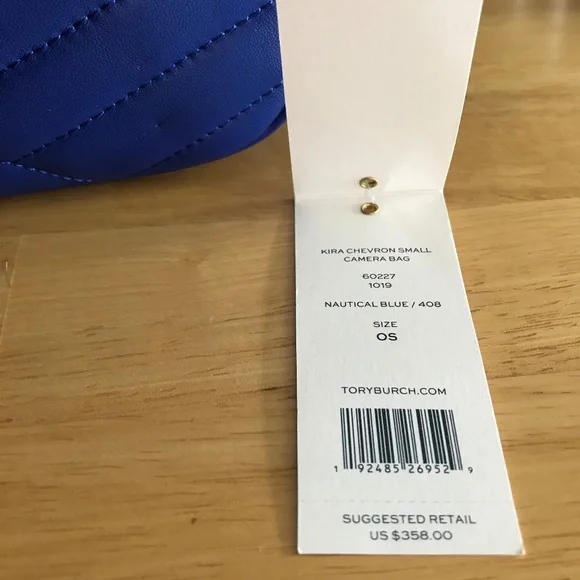 KIRA CHEVRON SMALL
CAMERA BAG
60227
1019
NAUTICAL BLUE / 408
SIZE
OS
TORYBURCH.COM
1 92485 26952 9
SUGGESTED RETAIL
US $358.00